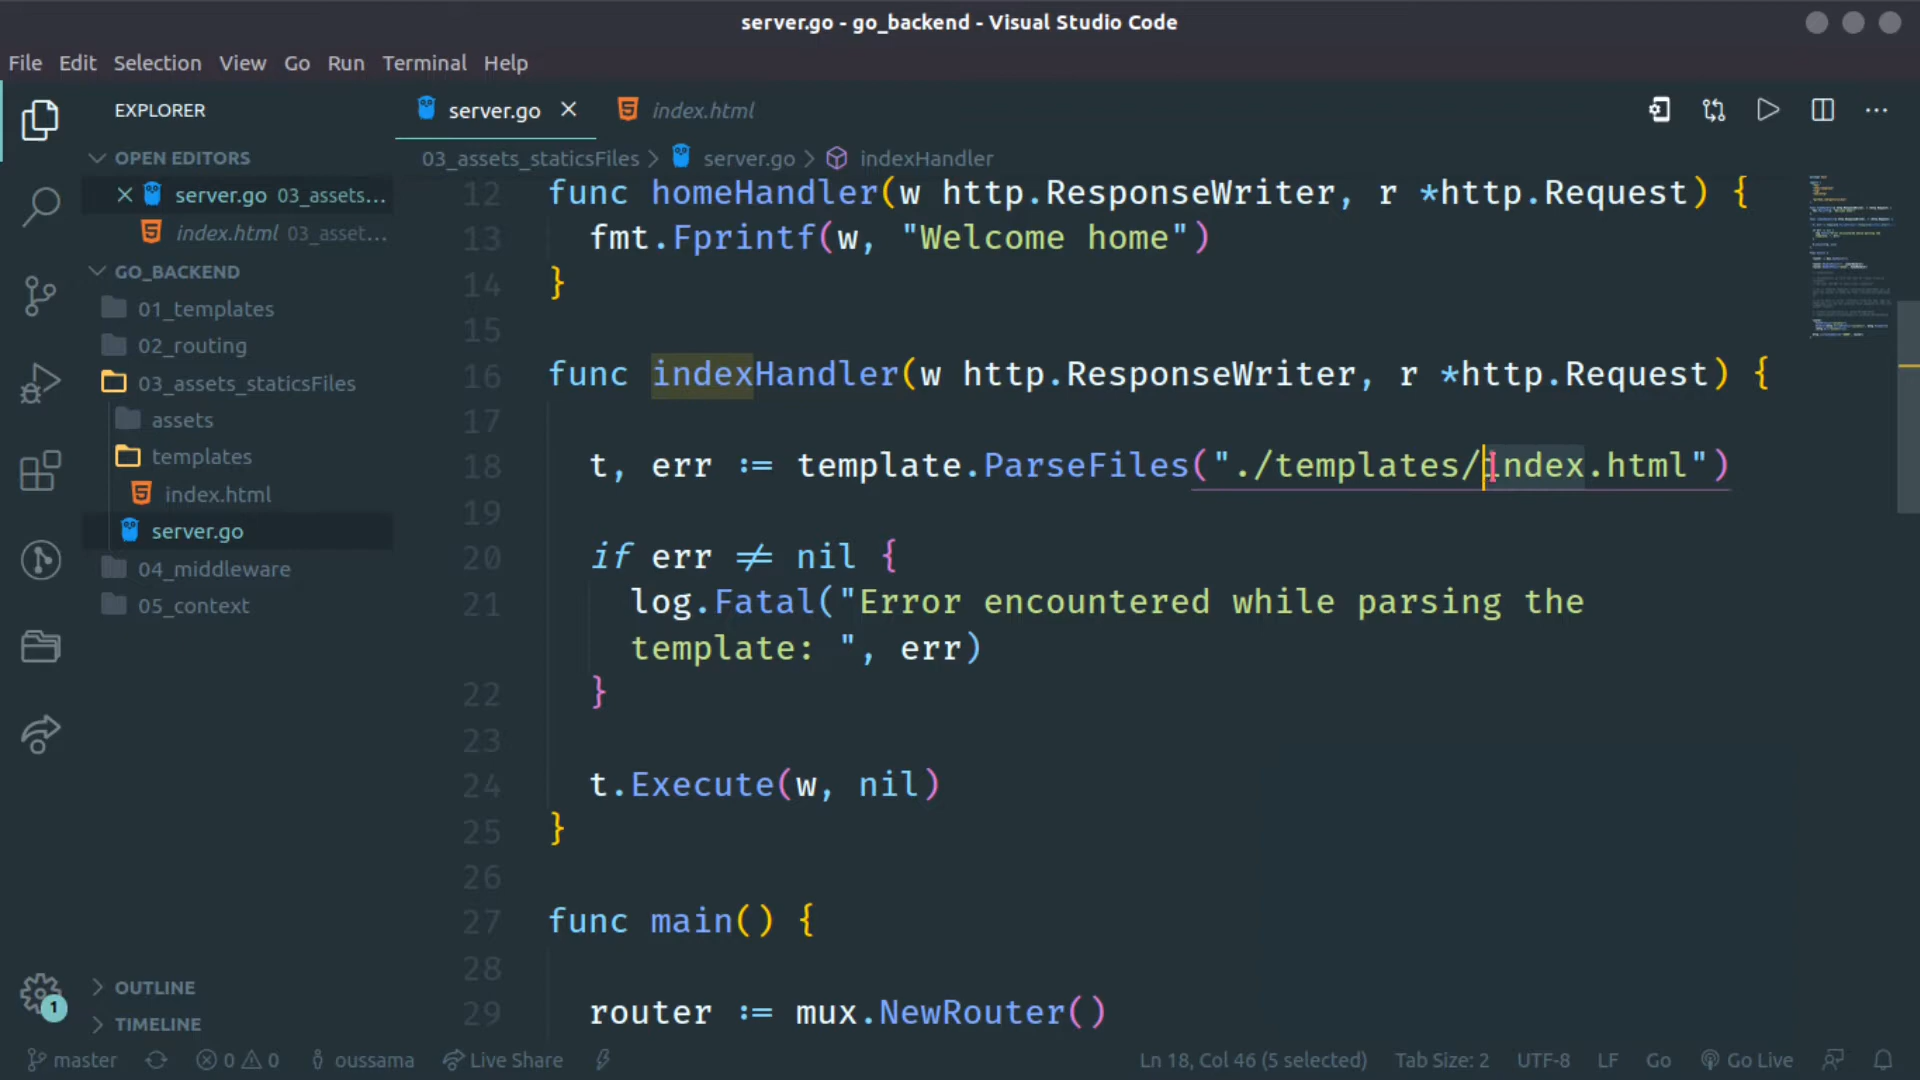 server.go - go_backend - Visual Studio Code
File Edit Selection View Go Run Terminal Help
EXPLORER
OPEN EDITORS
server.go 03_assets...
index.html 03_asset...
GO_BACKEND
01_templates
02_routing
03_assets_staticsFiles
assets
templates
index.html
server.go
04_middleware
05_context
OUTLINE
TIMELINE
server.go index.html
03_assets_staticsFiles > server.go > indexHandler
12 func homeHandler(w http.ResponseWriter, r *http.Request) {
13 fmt.Fprintf(w, "Welcome home")
14 }
15
16 func indexHandler(w http.ResponseWriter, r *http.Request) {
17
18 t, err := template.ParseFiles("./templates/index.html")
19
20 if err ≠ nil {
21 log.Fatal("Error encountered while parsing the
template: ", err)
22 }
23
24 t.Execute(w, nil)
25 }
26
27 func main() {
28
29 router := mux.NewRouter()
1
master 0 0 oussama Live Share Ln 18, Col 46 (5 selected) Tab Size: 2 UTF-8 LF Go Go Live